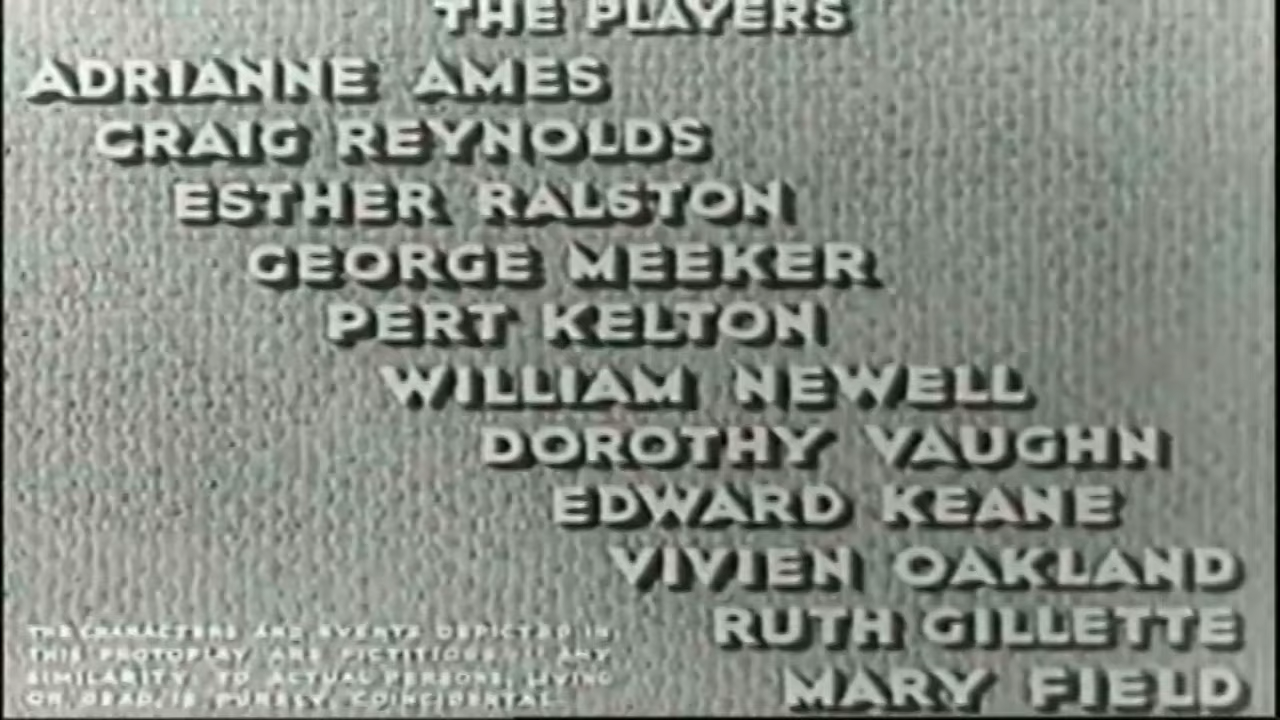 THE PLAYERS
ADRIANNE AMES
CRAIG REYNOLDS
ESTHER RALSTON
GEORGE MEEKER
PERT KELTON
WILLIAM NEWELL
DOROTHY VAUGHN
EDWARD KEANE
VIVIEN OAKLAND
RUTH GILLETTE
MARY FIELD
THE CHARACTERS AND EVENTS DEPICTED IN
THIS PHOTOPLAY ARE FICTITIOUS ANY
SIMILARITY TO ACTUAL PERSONS, LIVING
OR DEAD, IS PURELY COINCIDENTAL.